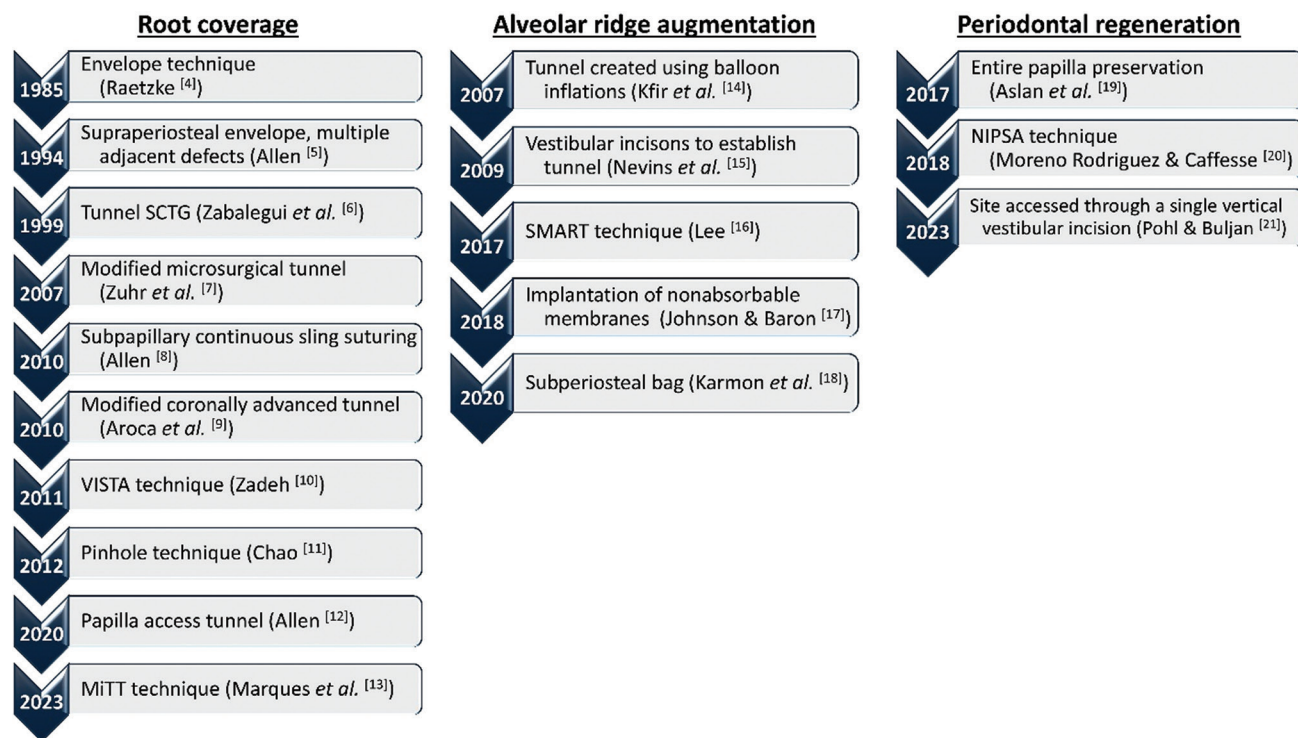 Root coverage
1985
Envelope technique
(Raetzke [4])
1994
Supraperiosteal envelope, multiple
adjacent defects (Allen [5])
1999
Tunnel SCTG (Zabalegui et al. [6])
2007
Modified microsurgical tunnel
(Zuhr et al. [7])
2010
Subpapillary continuous sling suturing
(Allen [8])
2010
Modified coronally advanced tunnel
(Aroca et al. [9])
2011
VISTA technique (Zadeh [10])
2012
Pinhole technique (Chao [11])
2020
Papilla access tunnel (Allen [12])
2023
MiTT technique (Marques et al. [13])
Alveolar ridge augmentation
2007
Tunnel created using balloon
inflations (Kfir et al. [14])
2009
Vestibular incisons to establish
tunnel (Nevins et al. [15])
2017
SMART technique (Lee [16])
2018
Implantation of nonabsorbable
membranes (Johnson & Baron [17])
2020
Subperiosteal bag (Karmon et al. [18])
Periodontal regeneration
2017
Entire papilla preservation
(Aslan et al. [19])
2018
NIPSA technique
(Moreno Rodriguez & Caffesse [20])
2023
Site accessed through a single vertical
vestibular incision (Pohl & Buljan [21])